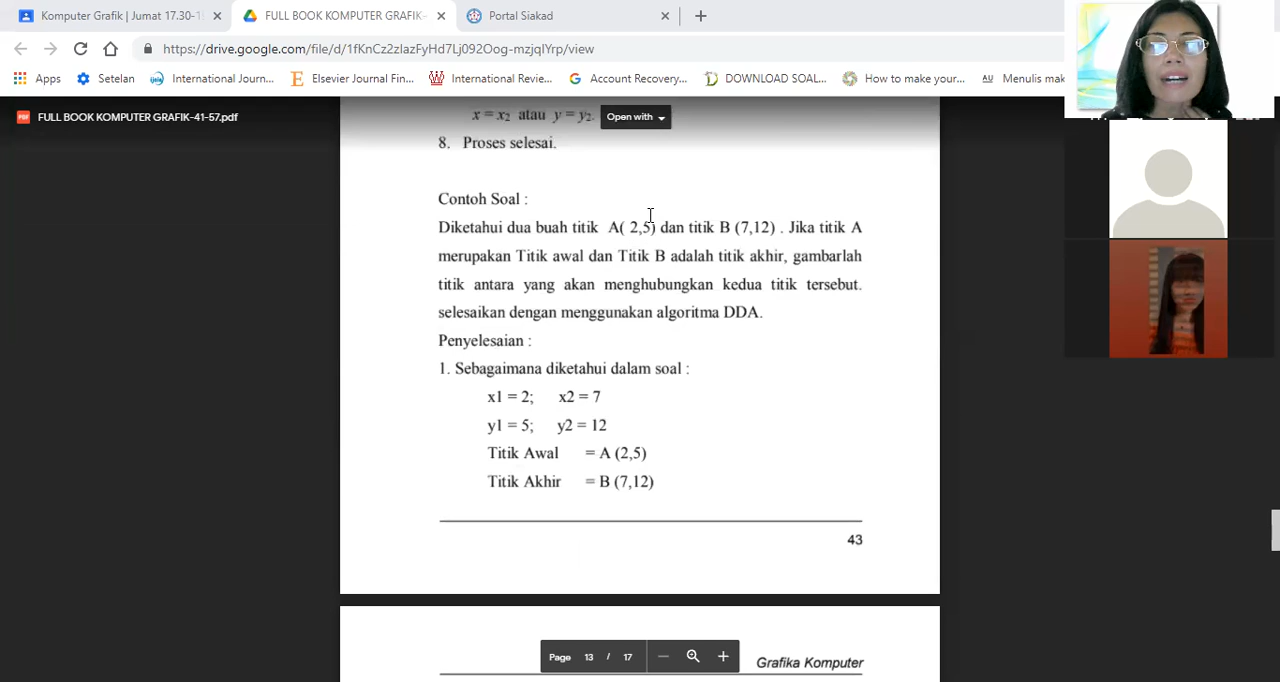 Komputer Grafik | Jumat 17.30-1
FULL BOOK KOMPUTER GRAFIK-
Portal Siakad
https://drive.google.com/file/d/1fKnCz2zIazFyHd7Lj092Oog-mzjqIYrp/view
Apps Setelan International Journ... Elsevier Journal Fin... International Revie... Account Recovery... DOWNLOAD SOAL... How to make your... AU Menulis mak
FULL BOOK KOMPUTER GRAFIK-41-57.pdf
Open with
x = x2 atau y = y2.
8. Proses selesai.
Contoh Soal :
Diketahui dua buah titik A( 2,5) dan titik B (7,12) . Jika titik A
merupakan Titik awal dan Titik B adalah titik akhir, gambarlah
titik antara yang akan menghubungkan kedua titik tersebut.
selesaikan dengan menggunakan algoritma DDA.
Penyelesaian :
1. Sebagaimana diketahui dalam soal :
x1 = 2; x2 = 7
y1 = 5; y2 = 12
Titik Awal = A (2,5)
Titik Akhir = B (7,12)
43
Page 13 / 17
Grafika Komputer